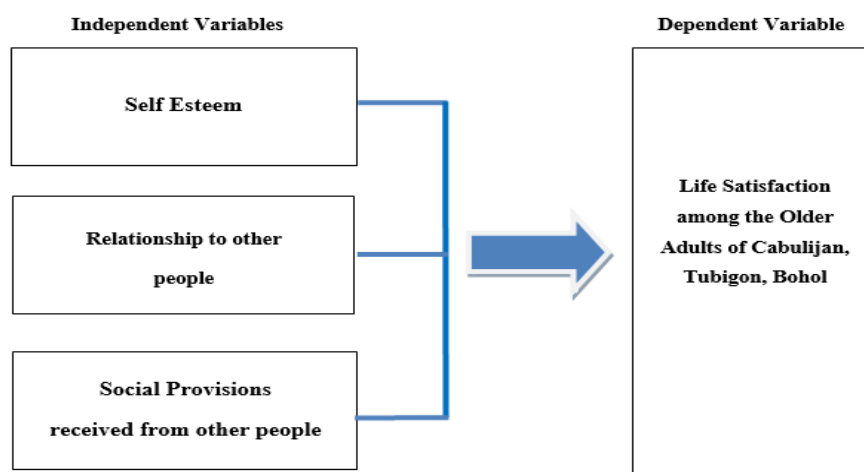 Independent Variables
Self Esteem
Relationship to other
people
Social Provisions
received from other people
Dependent Variable
Life Satisfaction
among the Older
Adults of Cabulijan,
Tubigon, Bohol